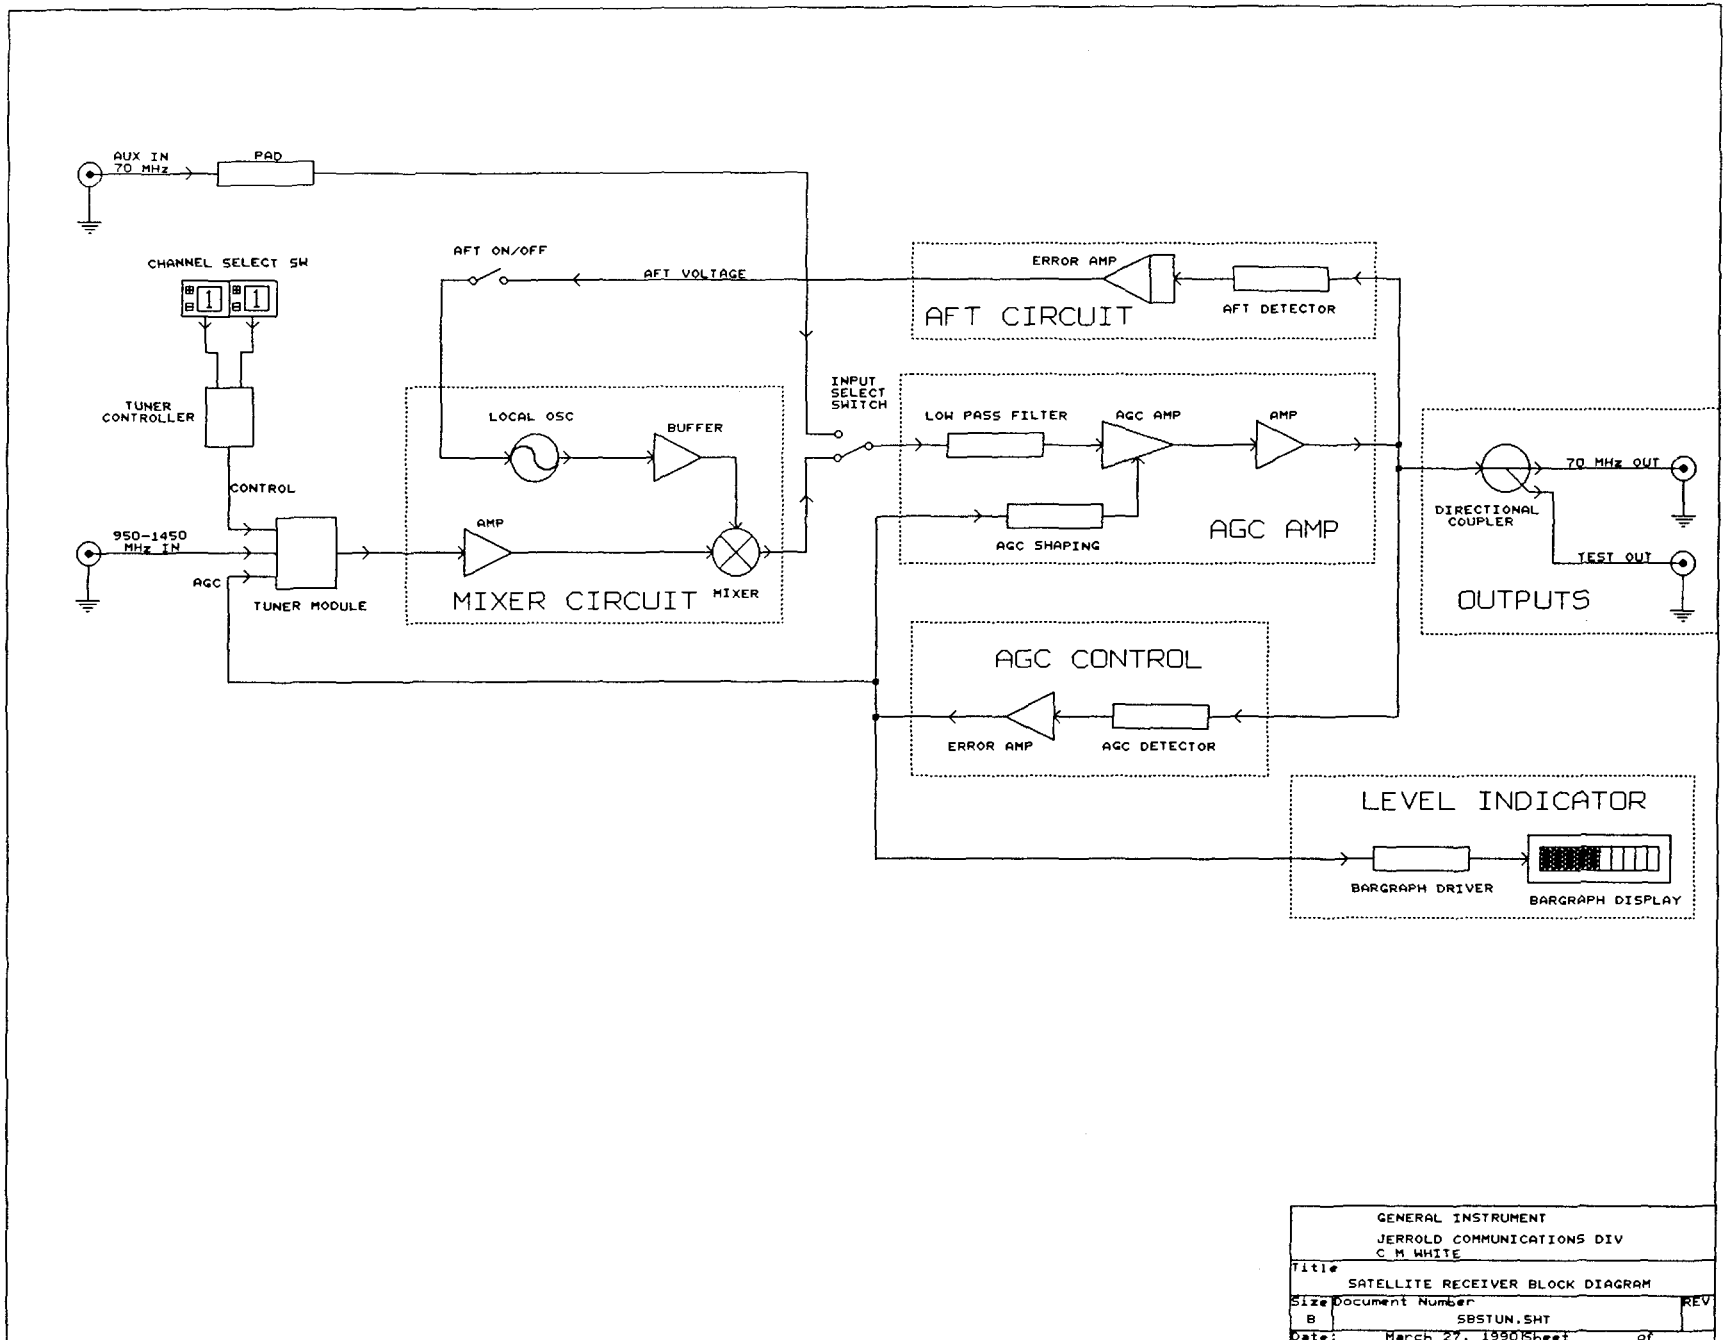 AUX IN
70 MHz
PAD
CHANNEL SELECT SW
1 1
AFT ON/OFF
AFT VOLTAGE
ERROR AMP
AFT DETECTOR
AFT CIRCUIT
TUNER
CONTROLLER
CONTROL
950-1450
MHz IN
AGC
TUNER MODULE
LOCAL OSC
BUFFER
AMP
MIXER
MIXER CIRCUIT
INPUT
SELECT
SWITCH
LOW PASS FILTER
AGC AMP
AMP
AGC SHAPING
AGC AMP
70 MHz OUT
DIRECTIONAL
COUPLER
TEST OUT
OUTPUTS
AGC CONTROL
ERROR AMP
AGC DETECTOR
LEVEL INDICATOR
BARGRAPH DRIVER
BARGRAPH DISPLAY
GENERAL INSTRUMENT
JERROLD COMMUNICATIONS DIV
C M WHITE
Title
SATELLITE RECEIVER BLOCK DIAGRAM
Size Document Number REV
B SBSTUN.SHT
Date: March 27, 1990 Sheet of